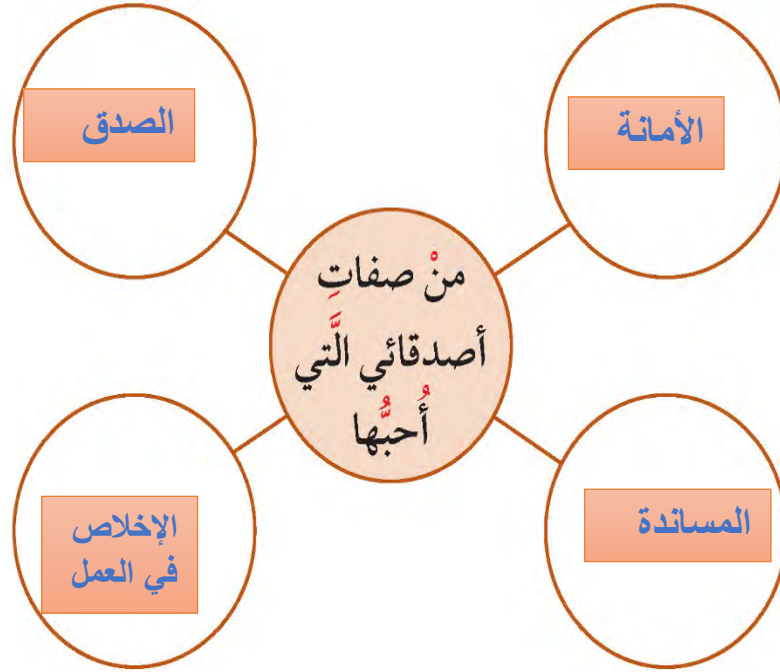 الأمانة
الصدق
منْ صفاتِ
أصدقائي الَّتي
أُحبُّها
المساندة
الإخلاص
في العمل